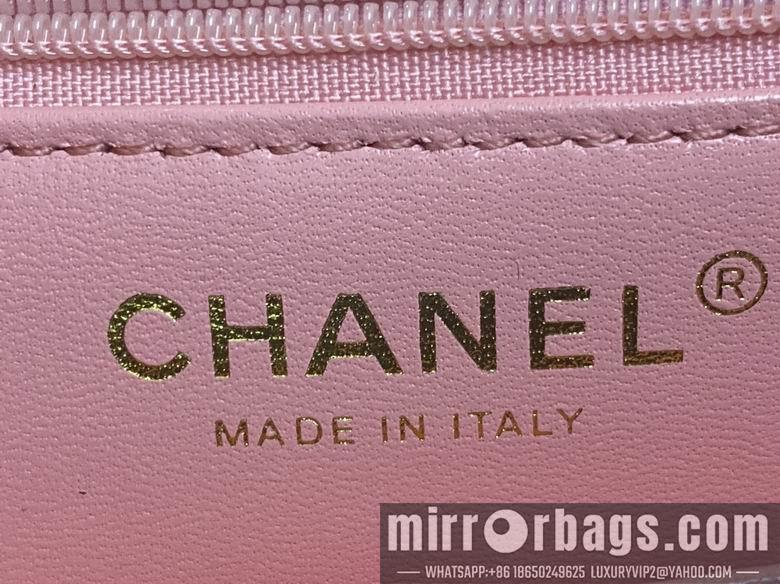 CHANEL®
MADE IN ITALY
mirrorbags.com
WHATSAPP:+86 18650249625 LUXURYVIP2@YAHOO.COM